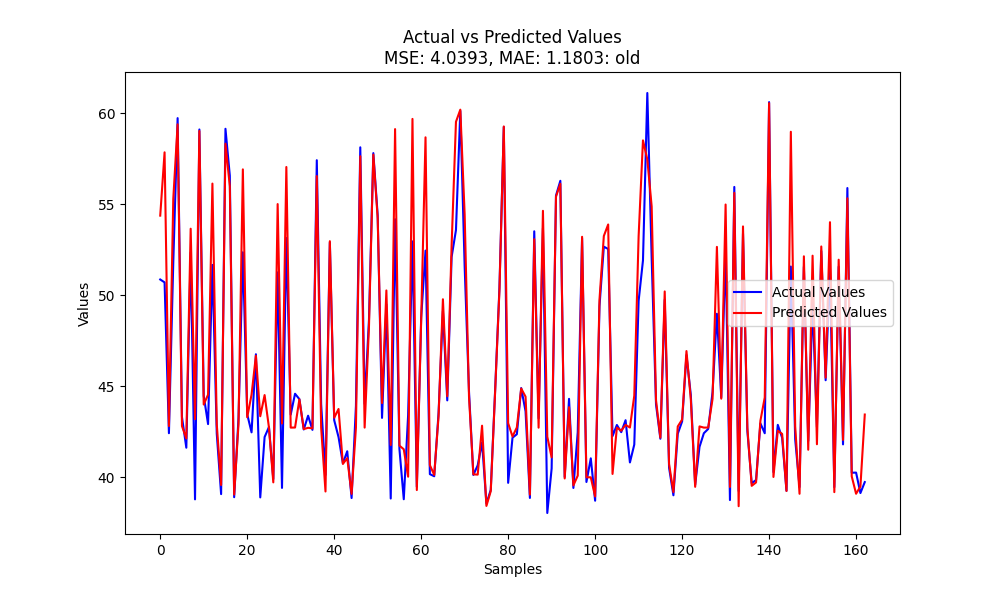 Actual vs Predicted Values
MSE: 4.0393, MAE: 1.1803: old
Values
60
55
50
45
40
Actual Values
Predicted Values
0 20 40 60 80 100 120 140 160
Samples